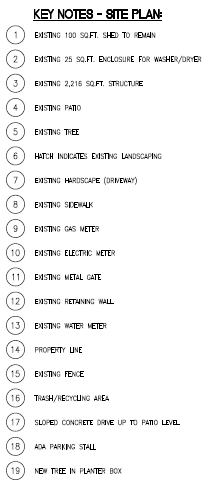 KEY NOTES - SITE PLAN:
1 EXISTING 100 SQ.FT. SHED TO REMAIN
2 EXISTING 25 SQ.FT. ENCLOSURE FOR WASHER/DRYER
3 EXISTING 2,216 SQ.FT. STRUCTURE
4 EXISTING PATIO
5 EXISTING TREE
6 HATCH INDICATES EXISTING LANDSCAPING
7 EXISTING HARDSCAPE (DRIVEWAY)
8 EXISTING SIDEWALK
9 EXISTING GAS METER
10 EXISTING ELECTRIC METER
11 EXISTING METAL GATE
12 EXISTING RETAINING WALL
13 EXISTING WATER METER
14 PROPERTY LINE
15 EXISTING FENCE
16 TRASH/RECYCLING AREA
17 SLOPED CONCRETE DRIVE UP TO PATIO LEVEL
18 ADA PARKING STALL
19 NEW TREE IN PLANTER BOX